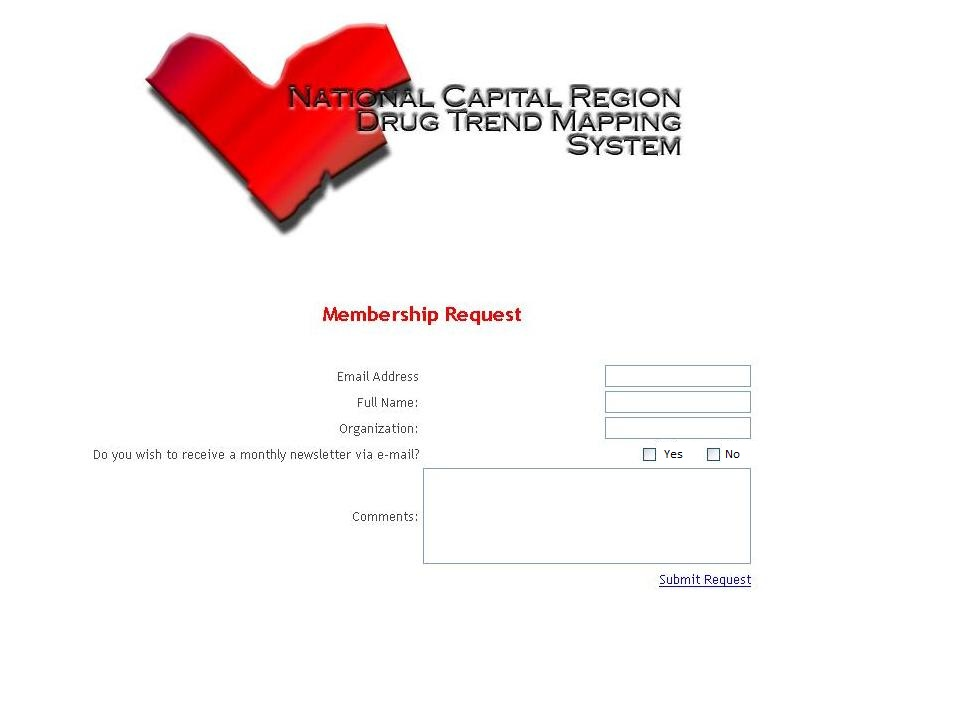 National Capital Region
Drug Trend Mapping
System
Membership Request
Email Address
Full Name:
Organization:
Do you wish to receive a monthly newsletter via e-mail? Yes No
Comments:
Submit Request